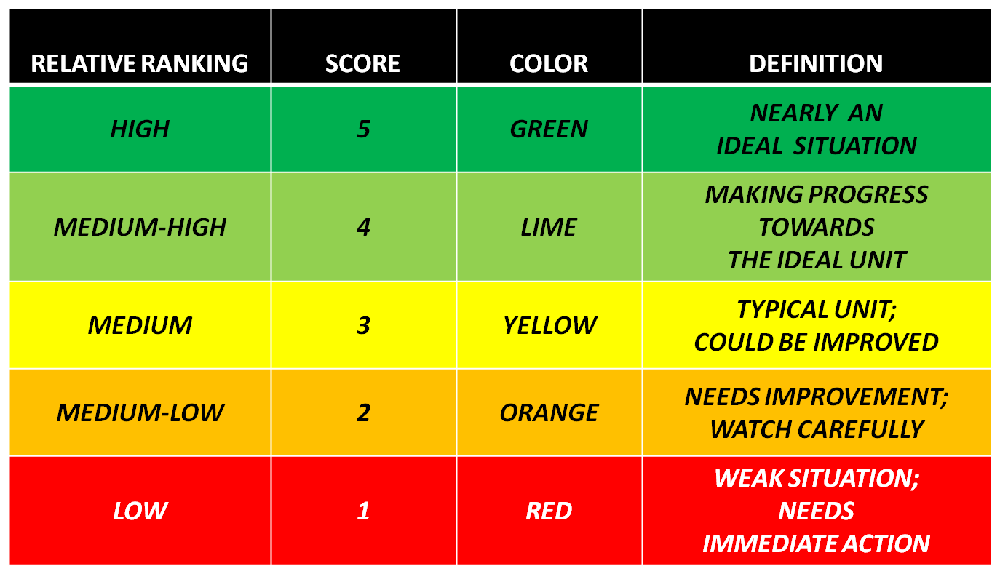 RELATIVE RANKING SCORE COLOR DEFINITION
HIGH 5 GREEN NEARLY AN
IDEAL SITUATION
MEDIUM-HIGH 4 LIME MAKING PROGRESS
TOWARDS
THE IDEAL UNIT
MEDIUM 3 YELLOW TYPICAL UNIT;
COULD BE IMPROVED
MEDIUM-LOW 2 ORANGE NEEDS IMPROVEMENT;
WATCH CAREFULLY
LOW 1 RED WEAK SITUATION;
NEEDS
IMMEDIATE ACTION